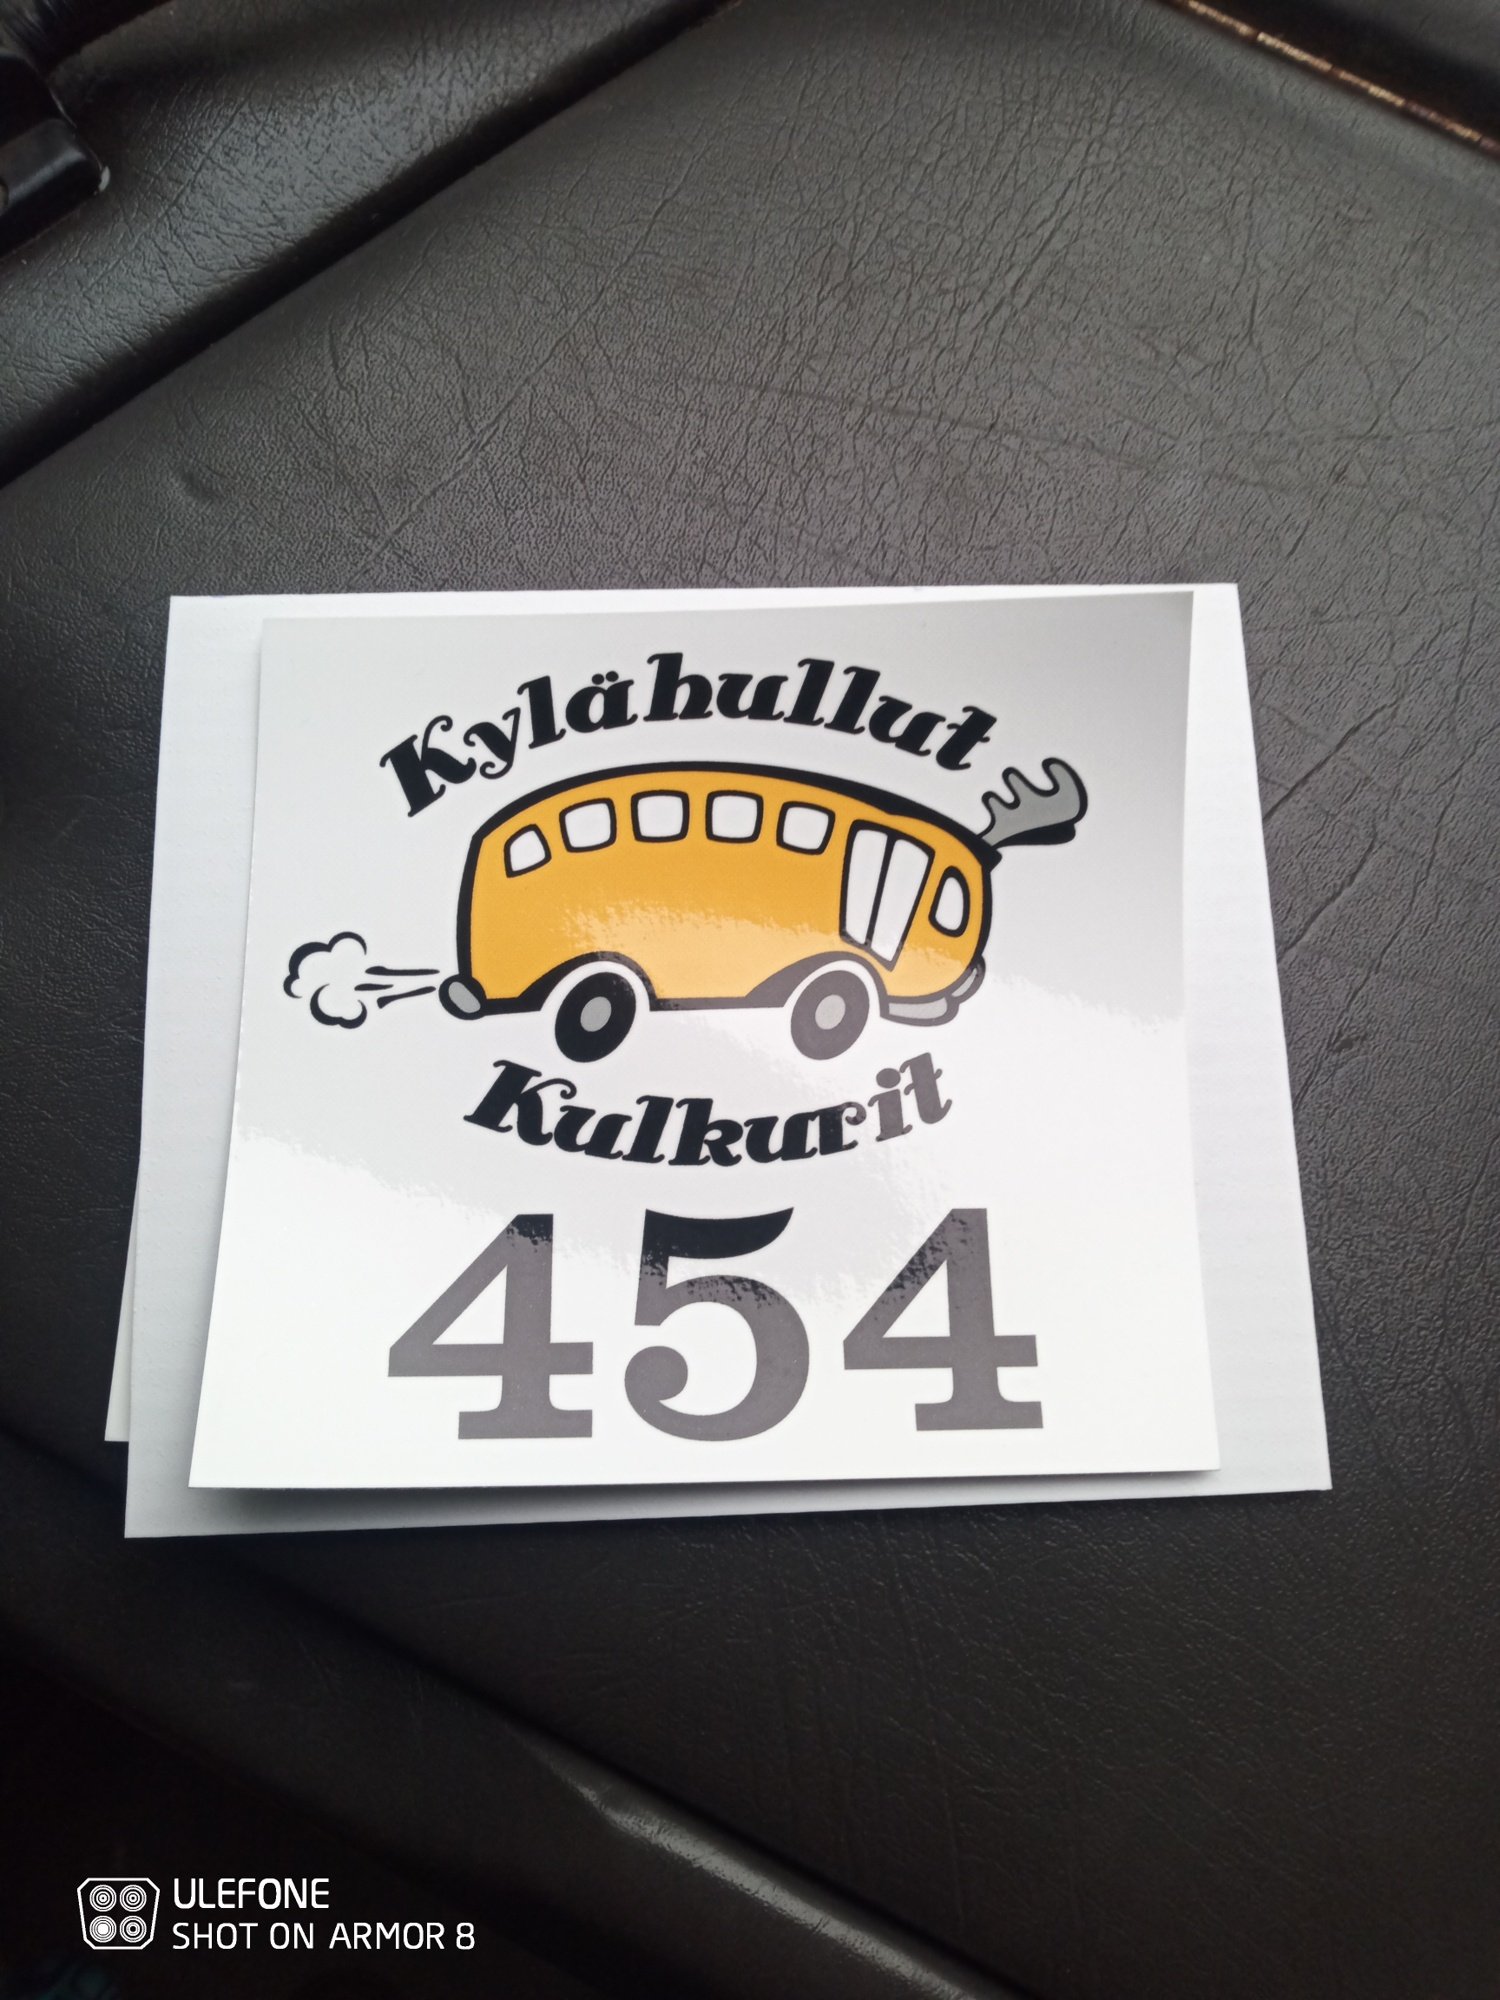 Kylähullut
Kulkurit
454
ULEFONE
SHOT ON ARMOR 8